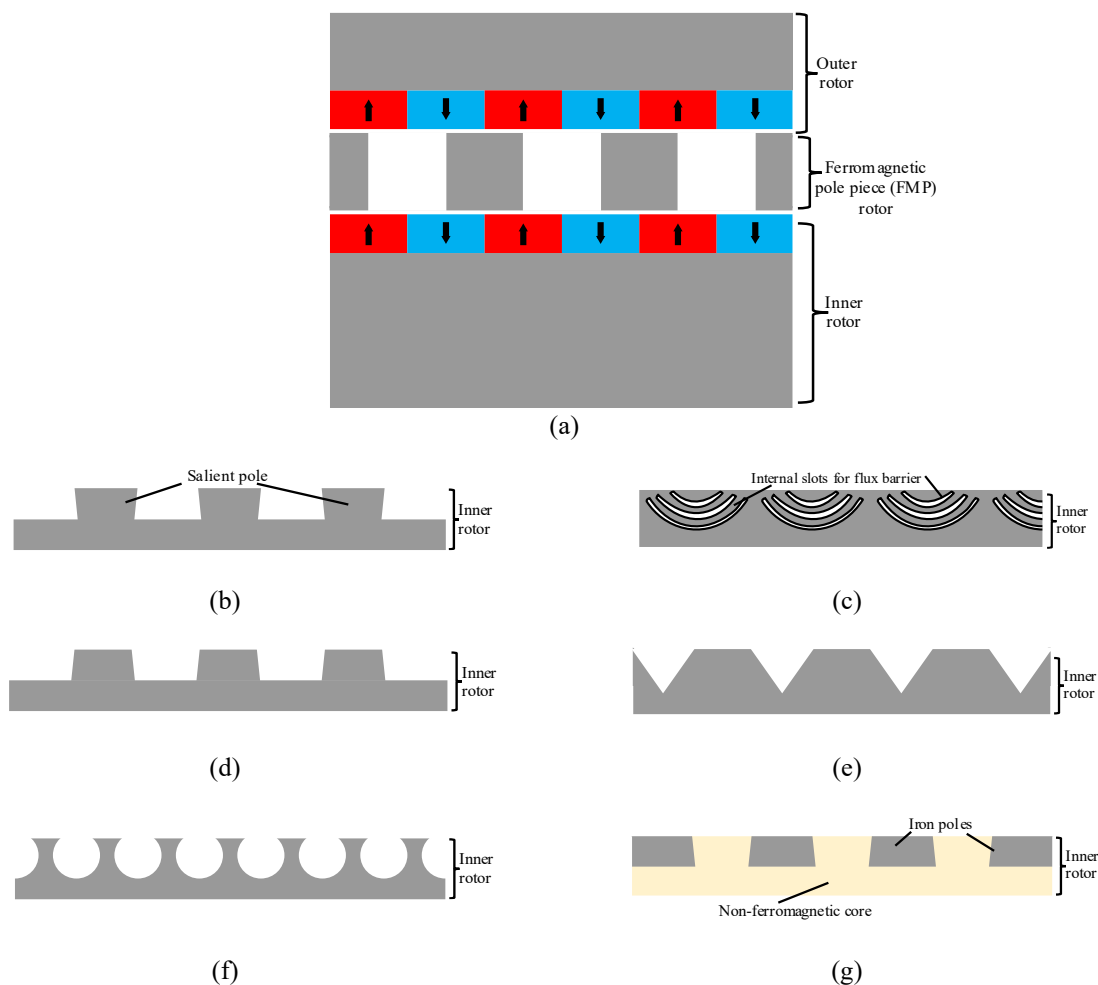 Outer
rotor
Ferromagnetic
pole piece (FMP)
rotor
Inner
rotor
(a)
Salient pole
Inner
rotor
Internal slots for flux barrier
Inner
rotor
(b)
(c)
Inner
rotor
Inner
rotor
(d)
(e)
Inner
rotor
Iron poles
Inner
rotor
Non-ferromagnetic core
(f)
(g)